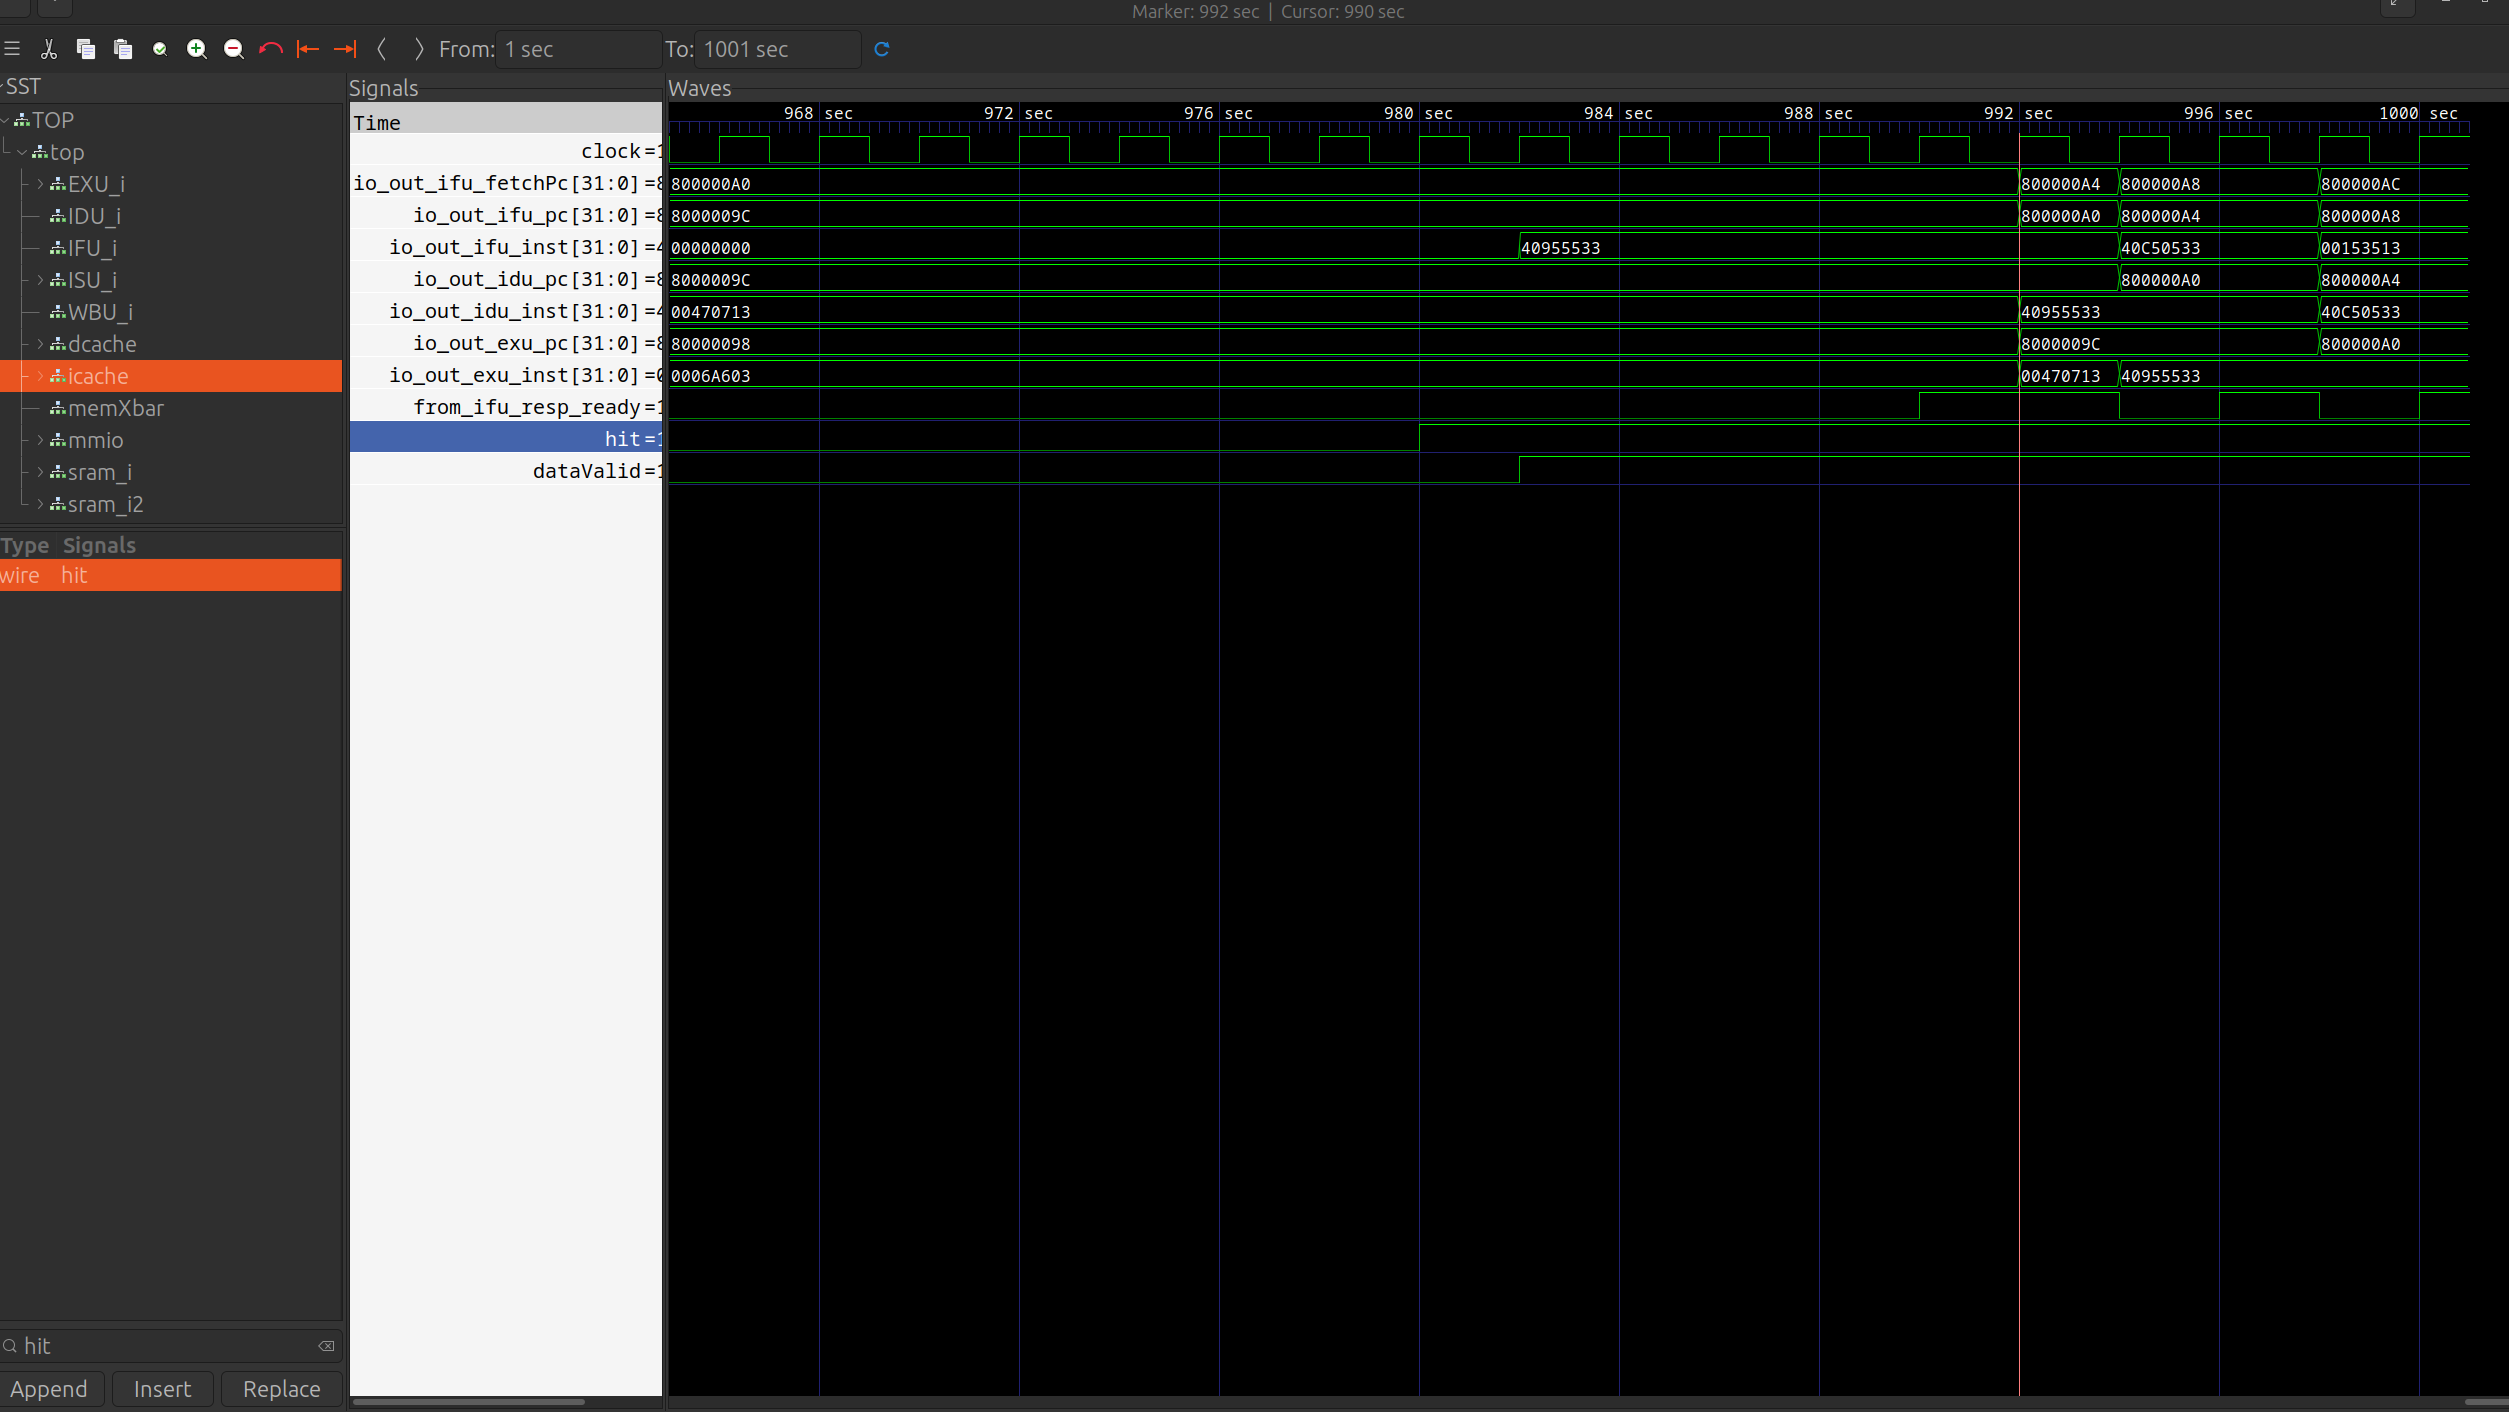 Marker: 992 sec | Cursor: 990 sec
From: 1 sec To: 1001 sec
SST
TOP
top
EXU_i
IDU_i
IFU_i
ISU_i
WBU_i
dcache
icache
memXbar
mmio
sram_i
sram_i2
Type Signals
wire hit
hit
Append Insert Replace
Signals
Time
clock =1
io_out_ifu_fetchPc[31:0] =8
io_out_ifu_pc[31:0] =8
io_out_ifu_inst[31:0] =4
io_out_idu_pc[31:0] =8
io_out_idu_inst[31:0] =4
io_out_exu_pc[31:0] =8
io_out_exu_inst[31:0] =0
from_ifu_resp_ready =1
hit =1
dataValid =1
Waves
968 sec 972 sec 976 sec 980 sec 984 sec 988 sec 992 sec 996 sec 1000 sec
800000A0 800000A4 800000A8 800000AC
8000009C 800000A0 800000A4 800000A8
00000000 40955533 40C50533 00153513
8000009C 800000A0 800000A4
00470713 40955533 40C50533
80000098 8000009C 800000A0
0006A603 00470713 40955533